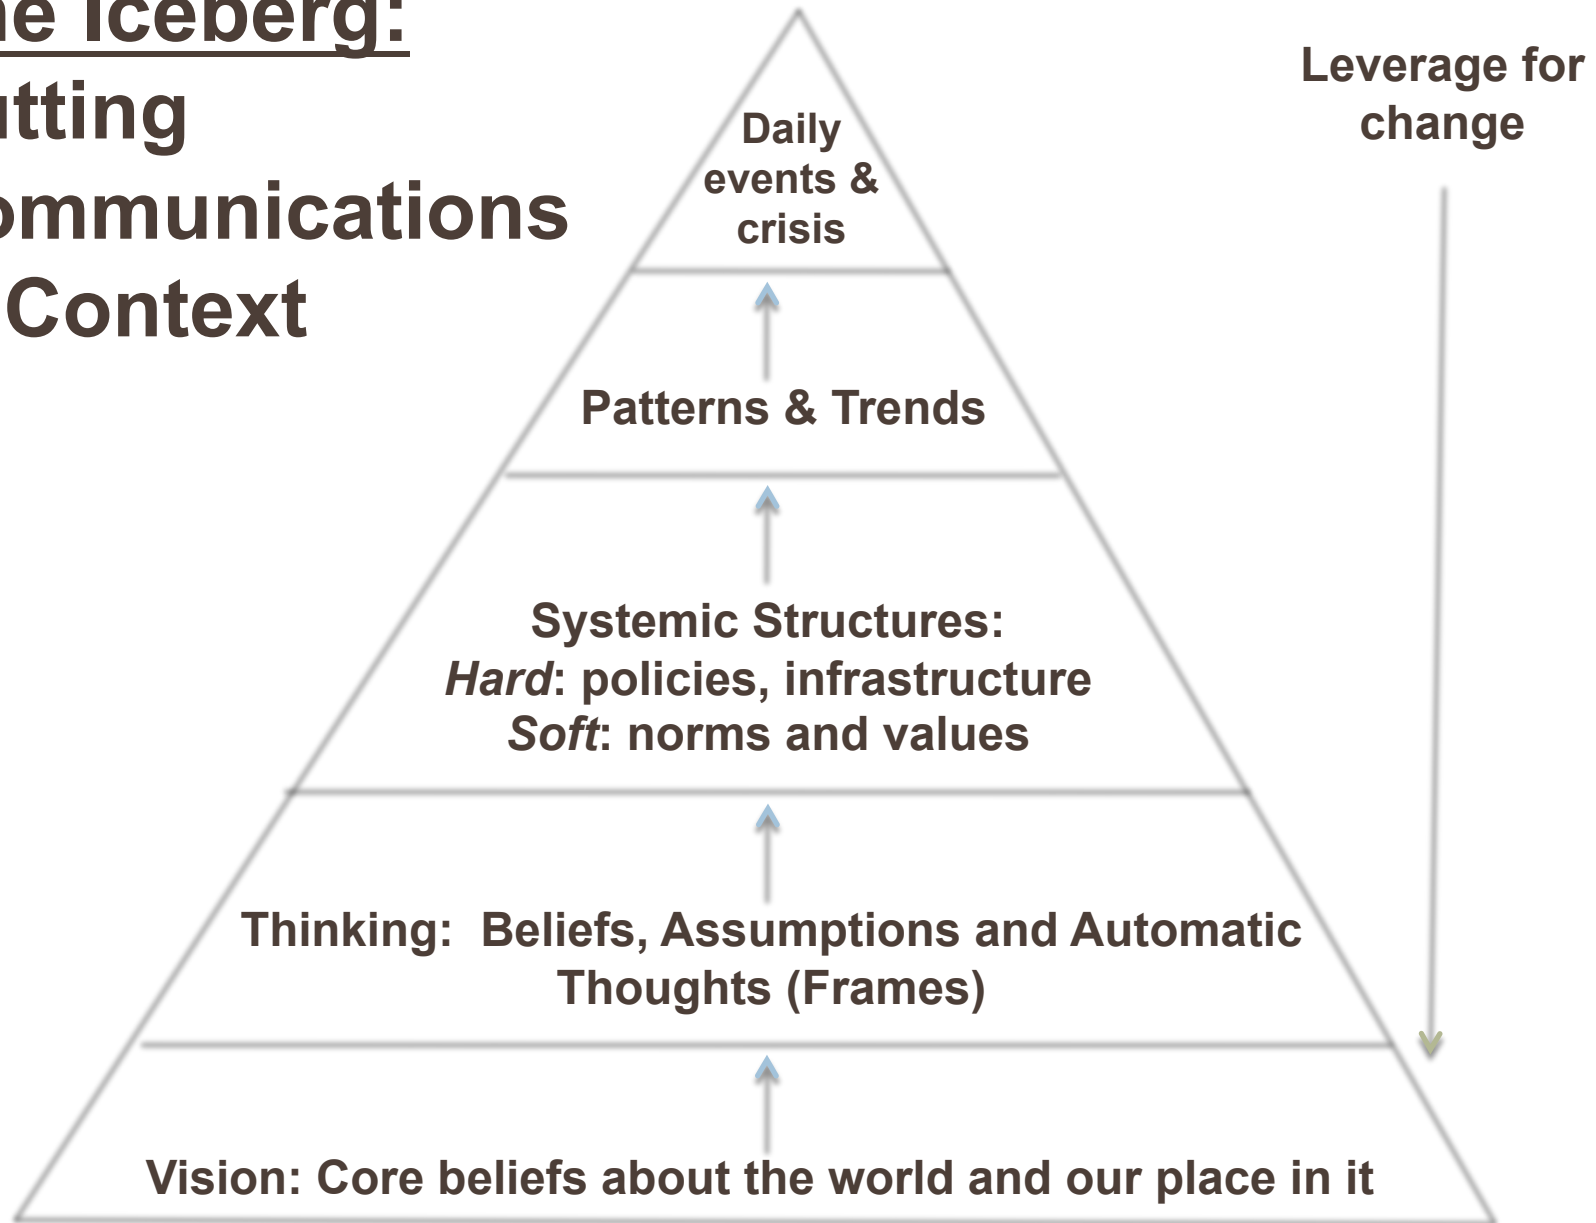 ne Iceberg:
utting
ommunications
Context
Leverage for
change
Daily
events &
crisis
Patterns & Trends
Systemic Structures:
Hard: policies, infrastructure
Soft: norms and values
Thinking: Beliefs, Assumptions and Automatic
Thoughts (Frames)
Vision: Core beliefs about the world and our place in it